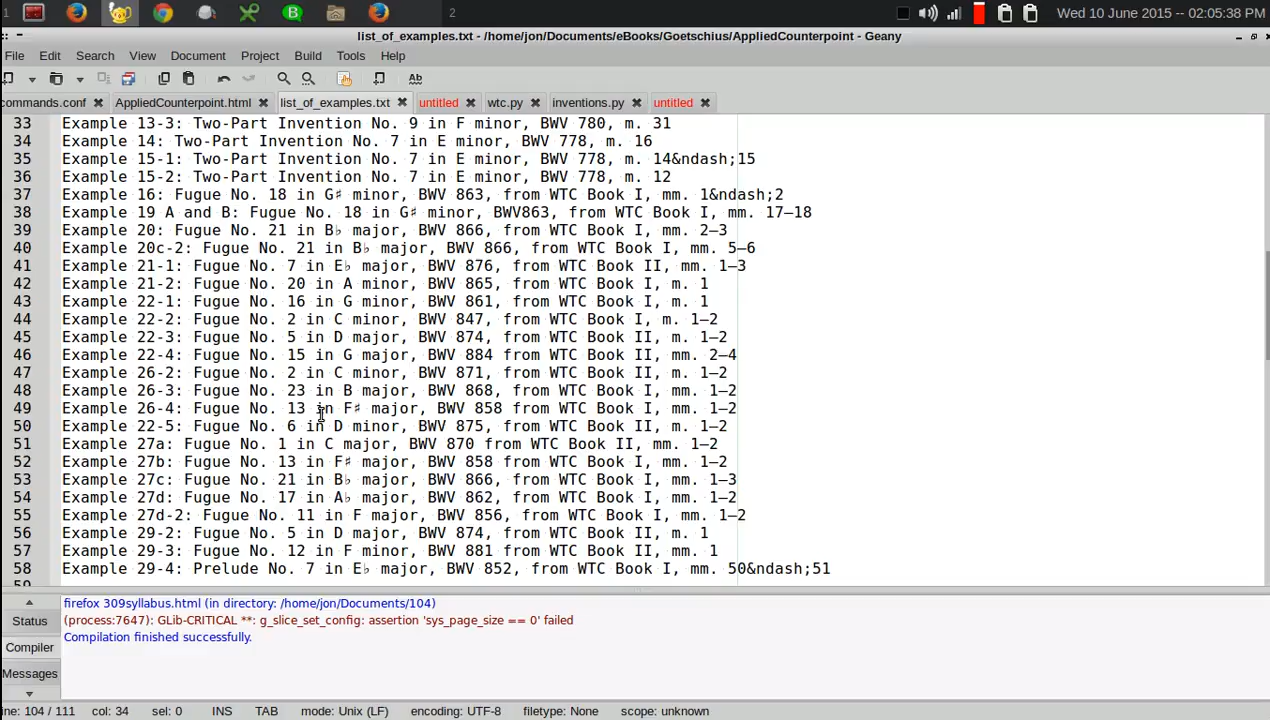 1
2
Wed 10 June 2015 -- 02:05:38 PM
list_of_examples.txt - /home/jon/Documents/eBooks/Goetschius/AppliedCounterpoint - Geany
File Edit Search View Document Project Build Tools Help
commands.conf AppliedCounterpoint.html list_of_examples.txt untitled wtc.py inventions.py untitled
33 Example 13-3: Two-Part Invention No. 9 in F minor, BWV 780, m. 31
34 Example 14: Two-Part Invention No. 7 in E minor, BWV 778, m. 16
35 Example 15-1: Two-Part Invention No. 7 in E minor, BWV 778, m. 14&ndash;15
36 Example 15-2: Two-Part Invention No. 7 in E minor, BWV 778, m. 12
37 Example 16: Fugue No. 18 in G♯ minor, BWV 863, from WTC Book I, mm. 1&ndash;2
38 Example 19 A and B: Fugue No. 18 in G♯ minor, BWV863, from WTC Book I, mm. 17–18
39 Example 20: Fugue No. 21 in B♭ major, BWV 866, from WTC Book I, mm. 2–3
40 Example 20c-2: Fugue No. 21 in B♭ major, BWV 866, from WTC Book I, mm. 5–6
41 Example 21-1: Fugue No. 7 in E♭ major, BWV 876, from WTC Book II, mm. 1–3
42 Example 21-2: Fugue No. 20 in A minor, BWV 865, from WTC Book I, m. 1
43 Example 22-1: Fugue No. 16 in G minor, BWV 861, from WTC Book I, m. 1
44 Example 22-2: Fugue No. 2 in C minor, BWV 847, from WTC Book I, m. 1–2
45 Example 22-3: Fugue No. 5 in D major, BWV 874, from WTC Book II, m. 1–2
46 Example 22-4: Fugue No. 15 in G major, BWV 884 from WTC Book II, mm. 2–4
47 Example 26-2: Fugue No. 2 in C minor, BWV 871, from WTC Book II, m. 1–2
48 Example 26-3: Fugue No. 23 in B major, BWV 868, from WTC Book I, mm. 1–2
49 Example 26-4: Fugue No. 13 in F♯ major, BWV 858 from WTC Book I, mm. 1–2
50 Example 22-5: Fugue No. 6 in D minor, BWV 875, from WTC Book II, m. 1–2
51 Example 27a: Fugue No. 1 in C major, BWV 870 from WTC Book II, mm. 1–2
52 Example 27b: Fugue No. 13 in F♯ major, BWV 858 from WTC Book I, mm. 1–2
53 Example 27c: Fugue No. 21 in B♭ major, BWV 866, from WTC Book I, mm. 1–3
54 Example 27d: Fugue No. 17 in A♭ major, BWV 862, from WTC Book I, mm. 1–2
55 Example 27d-2: Fugue No. 11 in F major, BWV 856, from WTC Book I, mm. 1–2
56 Example 29-2: Fugue No. 5 in D major, BWV 874, from WTC Book II, m. 1
57 Example 29-3: Fugue No. 12 in F minor, BWV 881 from WTC Book II, mm. 1
58 Example 29-4: Prelude No. 7 in E♭ major, BWV 852, from WTC Book I, mm. 50&ndash;51
59
Status
Compiler
Messages
firefox 309syllabus.html (in directory: /home/jon/Documents/104)
(process:7647): GLib-CRITICAL **: g_slice_set_config: assertion 'sys_page_size == 0' failed
Compilation finished successfully.
line: 104 / 111 col: 34 sel: 0 INS TAB mode: Unix (LF) encoding: UTF-8 filetype: None scope: unknown